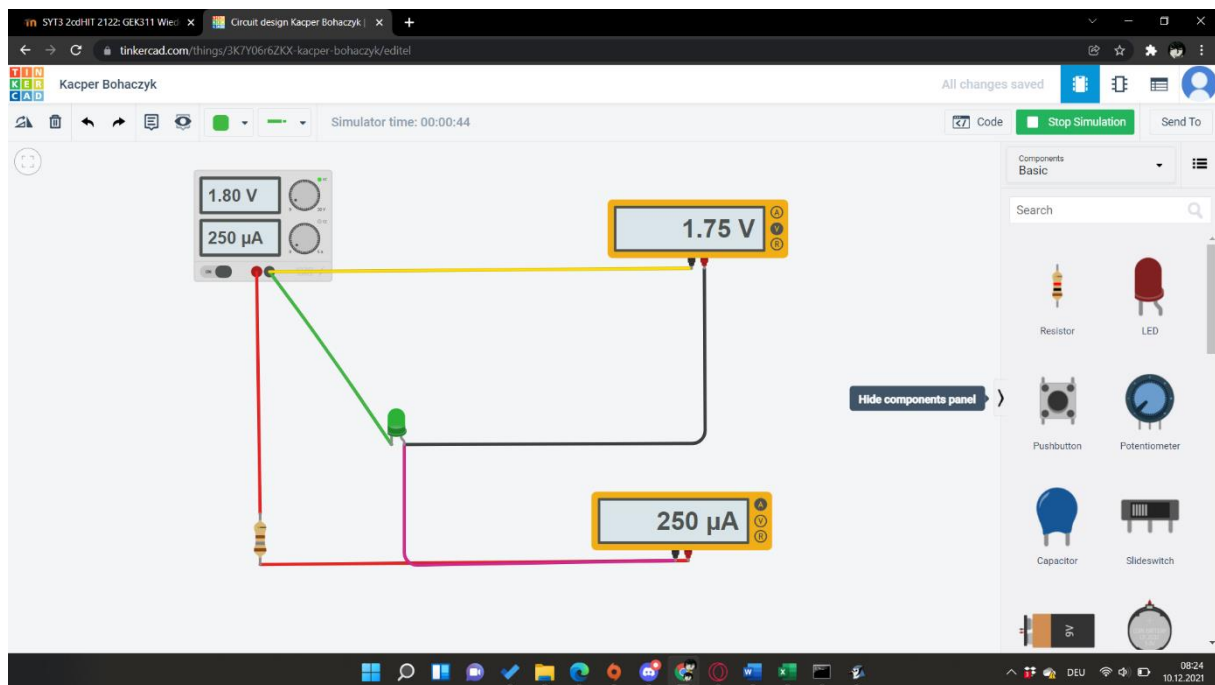 SYT3 2cdHIT 2122: GEK311 Wied
Circuit design Kacper Bohaczyk |
tinkercad.com/things/3K7Y06r6ZKX-kacper-bohaczyk/editel
TIN
KER
CAD
Kacper Bohaczyk
All changes saved
Simulator time: 00:00:44
Code
Stop Simulation
Send To
Components
Basic
Search
1.80 V
250 µA
1.75 V
A
V
R
250 µA
A
V
R
Resistor
LED
Hide components panel
Pushbutton
Potentiometer
Capacitor
Slideswitch
9V
DEU
08:24
10.12.2021